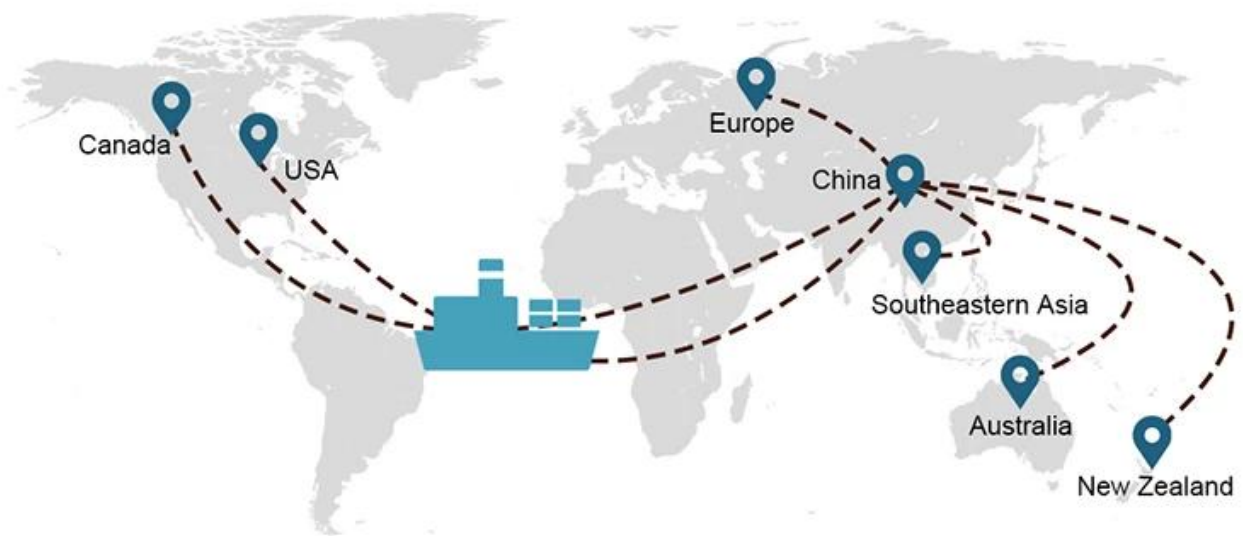 Canada
USA
Europe
China
Southeastern Asia
Australia
New Zealand